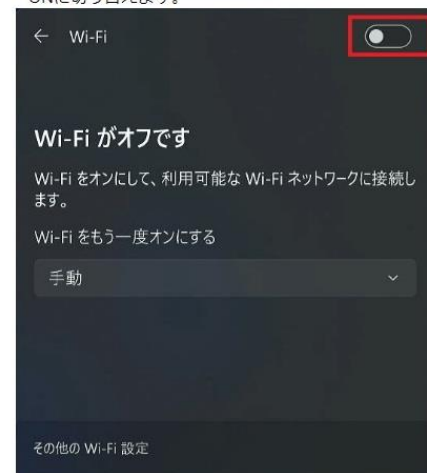 ONに切り替えます。
Wi-Fi
Wi-Fi がオフです
Wi-Fi をオンにして、利用可能な Wi-Fi ネットワークに接続し
ます。
Wi-Fi をもう一度オンにする
手動
その他の Wi-Fi 設定